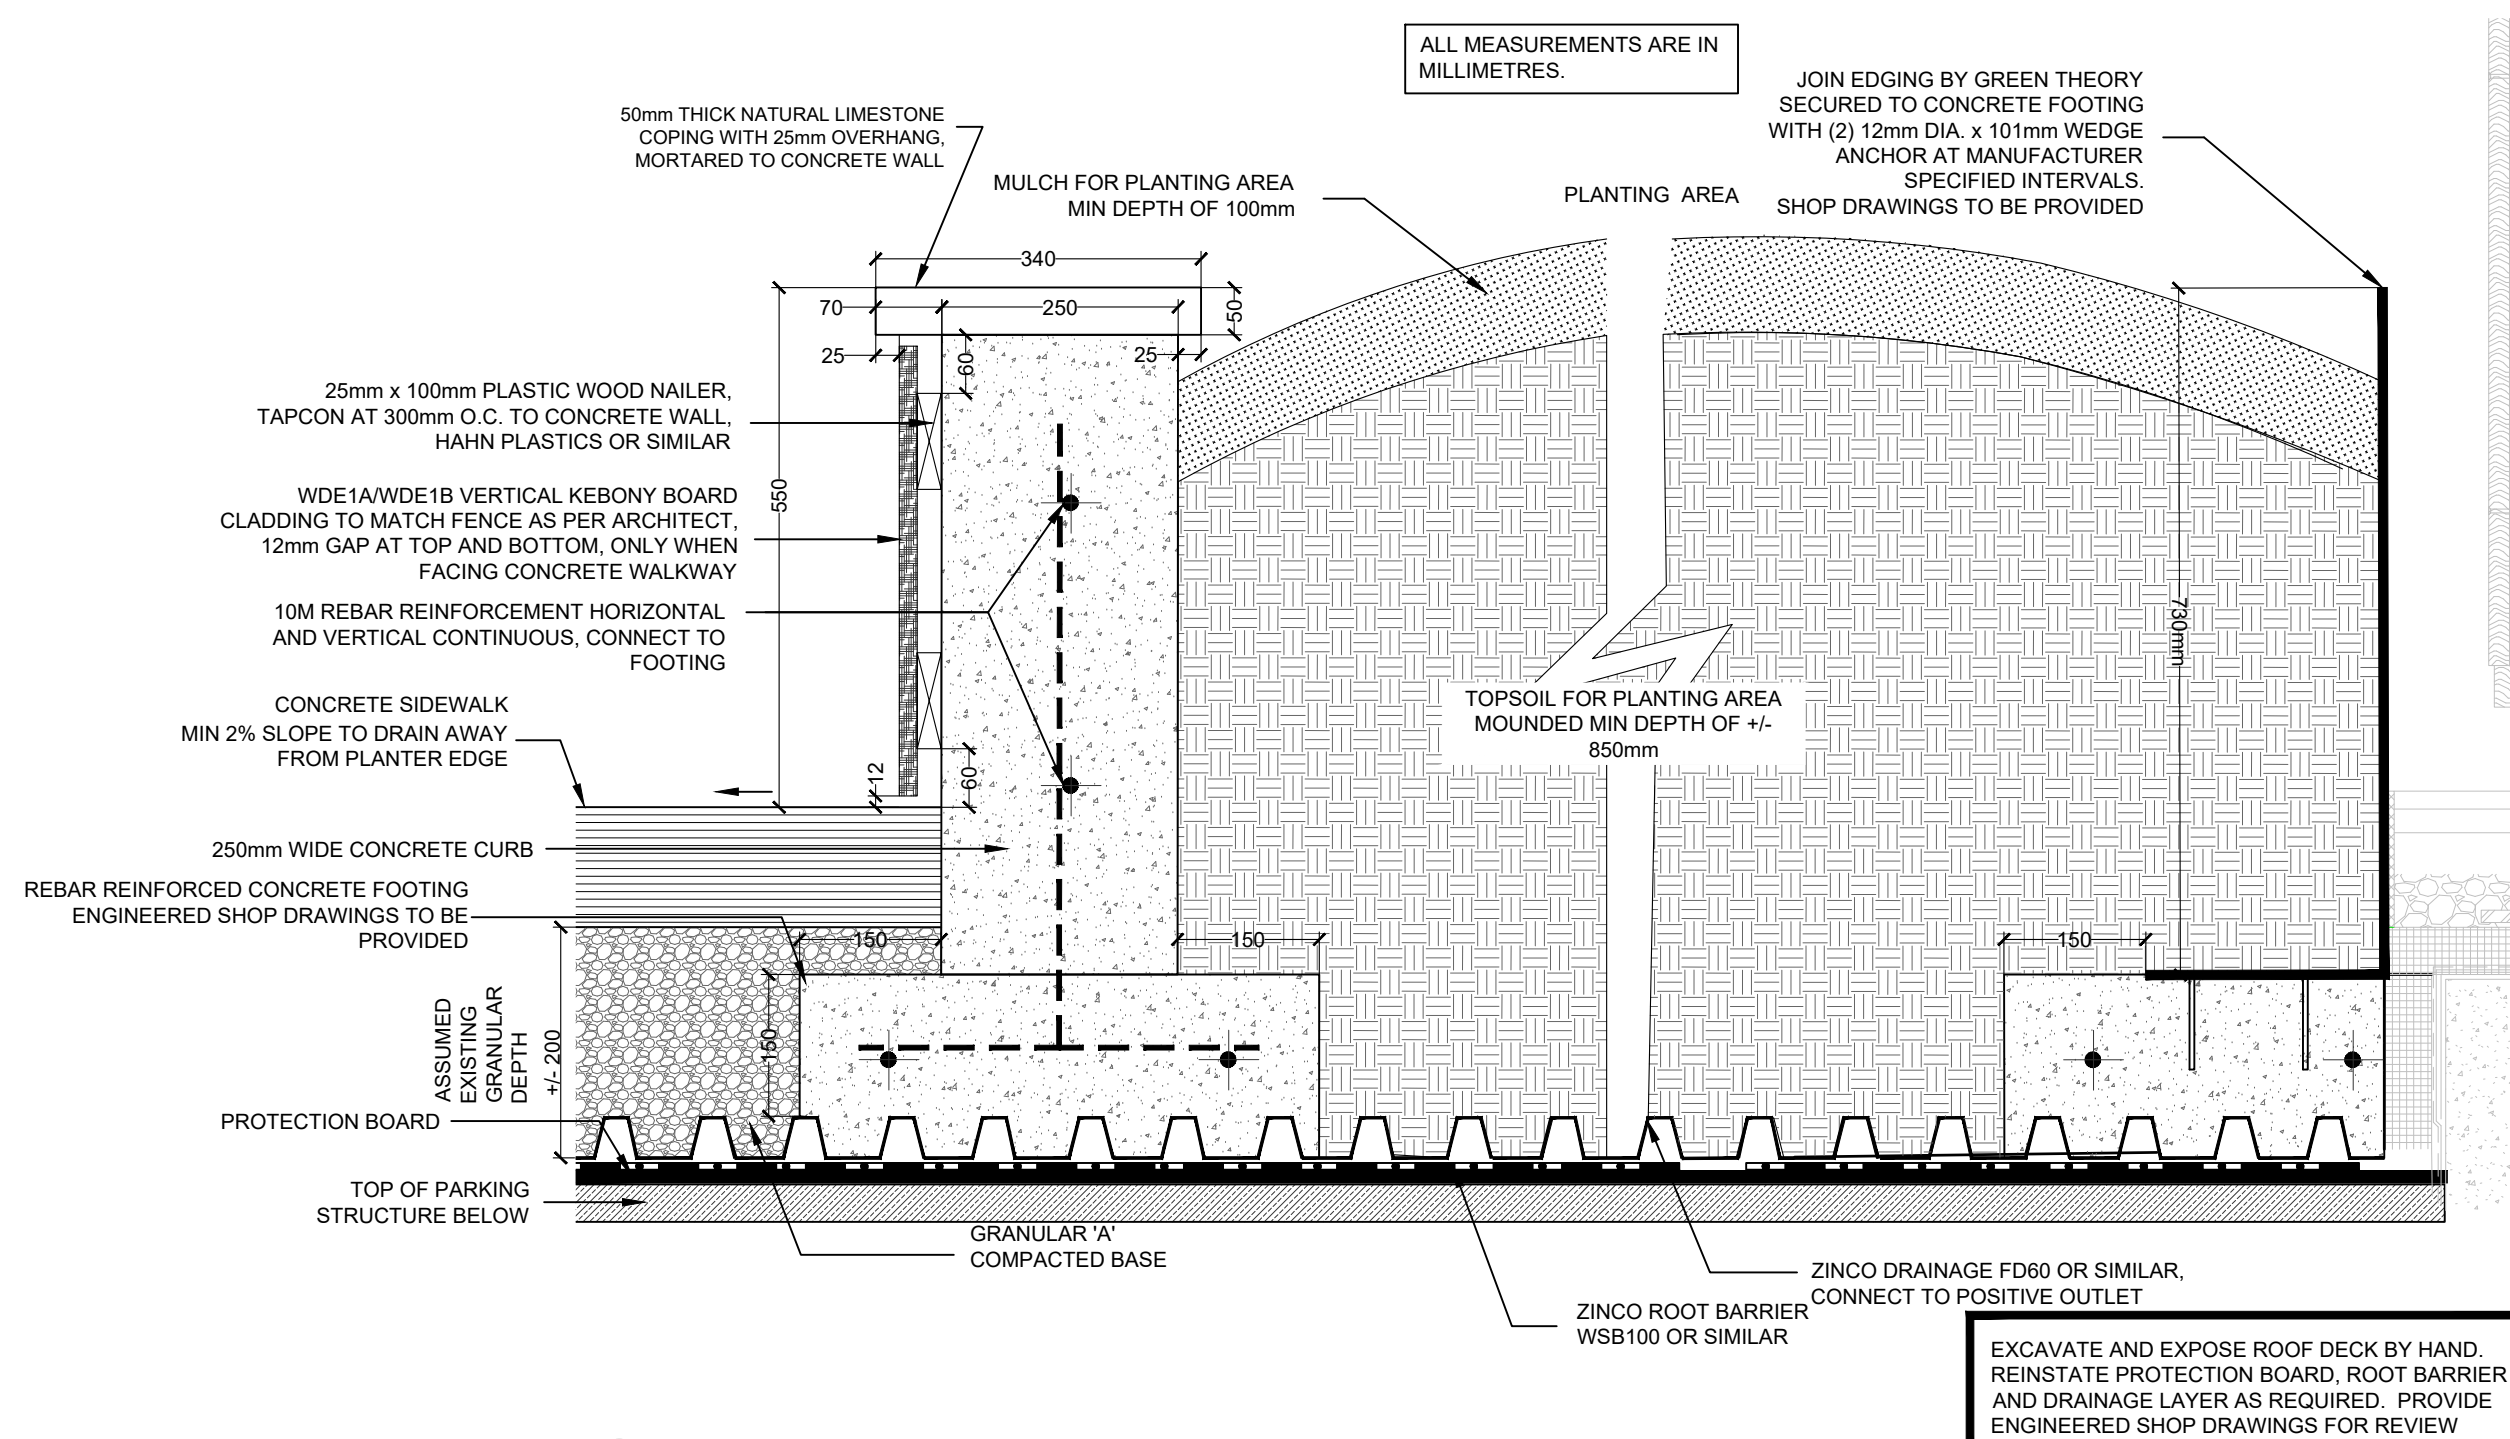 ALL MEASUREMENTS ARE IN
MILLIMETRES.
JOIN EDGING BY GREEN THEORY
SECURED TO CONCRETE FOOTING
WITH (2) 12mm DIA. x 101mm WEDGE
ANCHOR AT MANUFACTURER
SPECIFIED INTERVALS.
SHOP DRAWINGS TO BE PROVIDED
50mm THICK NATURAL LIMESTONE
COPING WITH 25mm OVERHANG,
MORTARED TO CONCRETE WALL
MULCH FOR PLANTING AREA
MIN DEPTH OF 100mm
PLANTING AREA
340
70
250
50
25
60
25
25mm x 100mm PLASTIC WOOD NAILER,
TAPCON AT 300mm O.C. TO CONCRETE WALL,
HAHN PLASTICS OR SIMILAR
550
WDE1A/WDE1B VERTICAL KEBONY BOARD
CLADDING TO MATCH FENCE AS PER ARCHITECT,
12mm GAP AT TOP AND BOTTOM, ONLY WHEN
FACING CONCRETE WALKWAY
10M REBAR REINFORCEMENT HORIZONTAL
AND VERTICAL CONTINUOUS, CONNECT TO
FOOTING
730mm
TOPSOIL FOR PLANTING AREA
MOUNDED MIN DEPTH OF +/-
850mm
CONCRETE SIDEWALK
MIN 2% SLOPE TO DRAIN AWAY
FROM PLANTER EDGE
12
60
250mm WIDE CONCRETE CURB
REBAR REINFORCED CONCRETE FOOTING
ENGINEERED SHOP DRAWINGS TO BE
PROVIDED
150
150
150
150
ASSUMED
EXISTING
GRANULAR
DEPTH
+/- 200
PROTECTION BOARD
TOP OF PARKING
STRUCTURE BELOW
GRANULAR 'A'
COMPACTED BASE
ZINCO DRAINAGE FD60 OR SIMILAR,
CONNECT TO POSITIVE OUTLET
ZINCO ROOT BARRIER
WSB100 OR SIMILAR
EXCAVATE AND EXPOSE ROOF DECK BY HAND.
REINSTATE PROTECTION BOARD, ROOT BARRIER
AND DRAINAGE LAYER AS REQUIRED. PROVIDE
ENGINEERED SHOP DRAWINGS FOR REVIEW